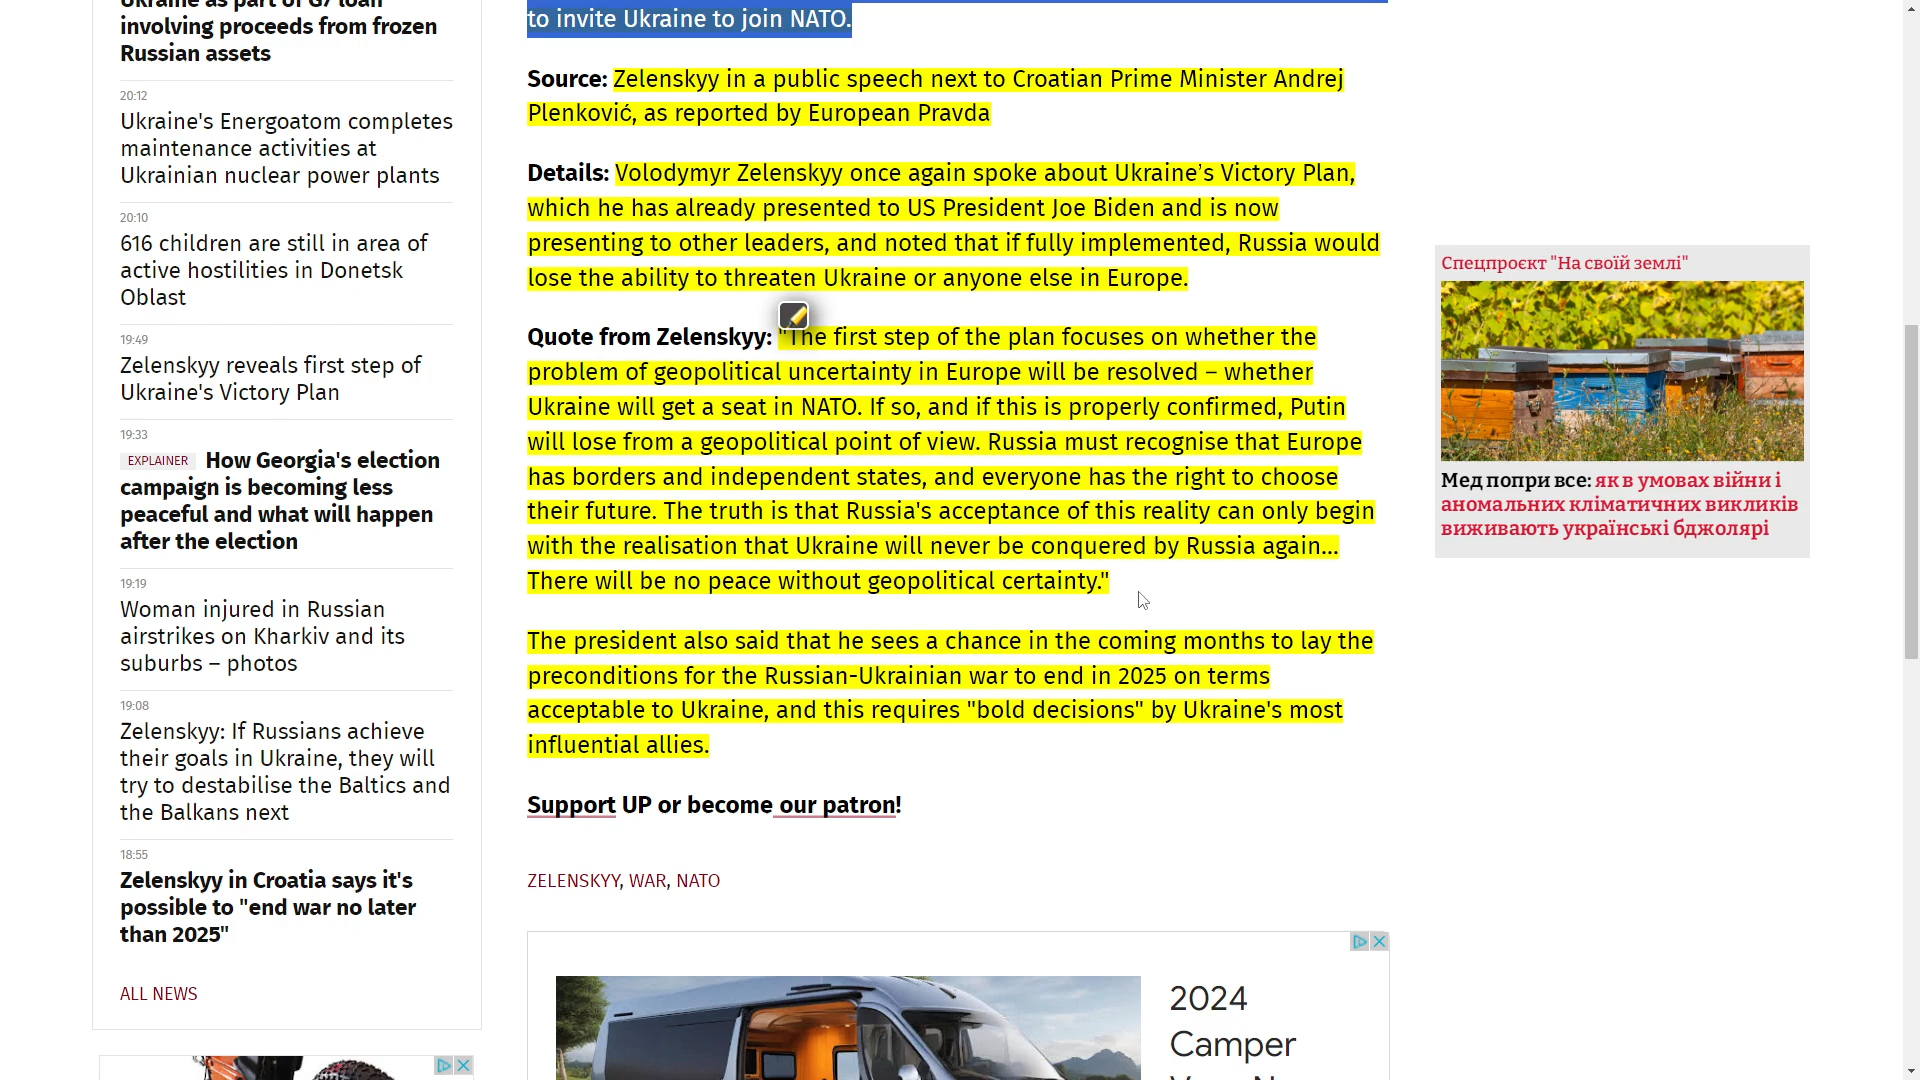 Ukraine as part of G7 loan
involving proceeds from frozen
Russian assets
20:12
Ukraine's Energoatom completes
maintenance activities at
Ukrainian nuclear power plants
20:10
616 children are still in area of
active hostilities in Donetsk
Oblast
19:49
Zelenskyy reveals first step of
Ukraine's Victory Plan
19:33
EXPLAINER How Georgia's election
campaign is becoming less
peaceful and what will happen
after the election
19:19
Woman injured in Russian
airstrikes on Kharkiv and its
suburbs – photos
19:08
Zelenskyy: If Russians achieve
their goals in Ukraine, they will
try to destabilise the Baltics and
the Balkans next
18:55
Zelenskyy in Croatia says it's
possible to "end war no later
than 2025"
ALL NEWS
to invite Ukraine to join NATO.
Source: Zelenskyy in a public speech next to Croatian Prime Minister Andrej
Plenković, as reported by European Pravda
Details: Volodymyr Zelenskyy once again spoke about Ukraine's Victory Plan,
which he has already presented to US President Joe Biden and is now
presenting to other leaders, and noted that if fully implemented, Russia would
lose the ability to threaten Ukraine or anyone else in Europe.
Quote from Zelenskyy: "The first step of the plan focuses on whether the
problem of geopolitical uncertainty in Europe will be resolved – whether
Ukraine will get a seat in NATO. If so, and if this is properly confirmed, Putin
will lose from a geopolitical point of view. Russia must recognise that Europe
has borders and independent states, and everyone has the right to choose
their future. The truth is that Russia's acceptance of this reality can only begin
with the realisation that Ukraine will never be conquered by Russia again...
There will be no peace without geopolitical certainty."
The president also said that he sees a chance in the coming months to lay the
preconditions for the Russian-Ukrainian war to end in 2025 on terms
acceptable to Ukraine, and this requires "bold decisions" by Ukraine's most
influential allies.
Support UP or become our patron!
ZELENSKYY, WAR, NATO
2024
Camper
Спецпроєкт "На своїй землі"
Мед попри все: як в умовах війни і
аномальних кліматичних викликів
виживають українські бджолярі